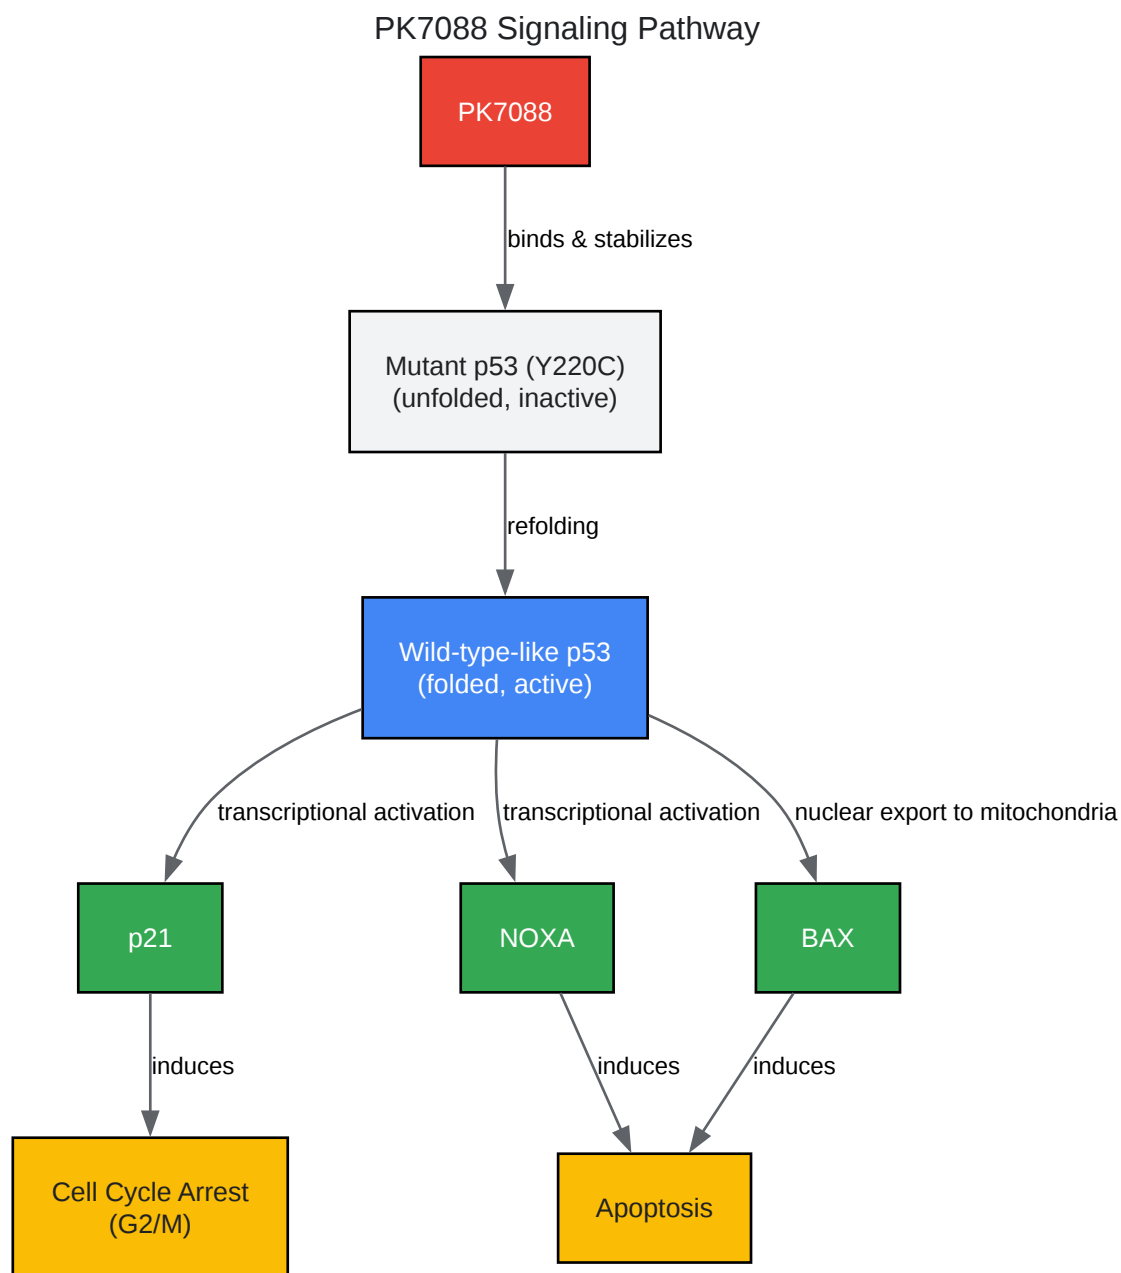 PK7088 Signaling Pathway
PK7088
binds & stabilizes
Mutant p53 (Y220C)
(unfolded, inactive)
refolding
Wild-type-like p53
(folded, active)
transcriptional activation
transcriptional activation
nuclear export to mitochondria
p21
NOXA
BAX
induces
induces
induces
Cell Cycle Arrest
(G2/M)
Apoptosis